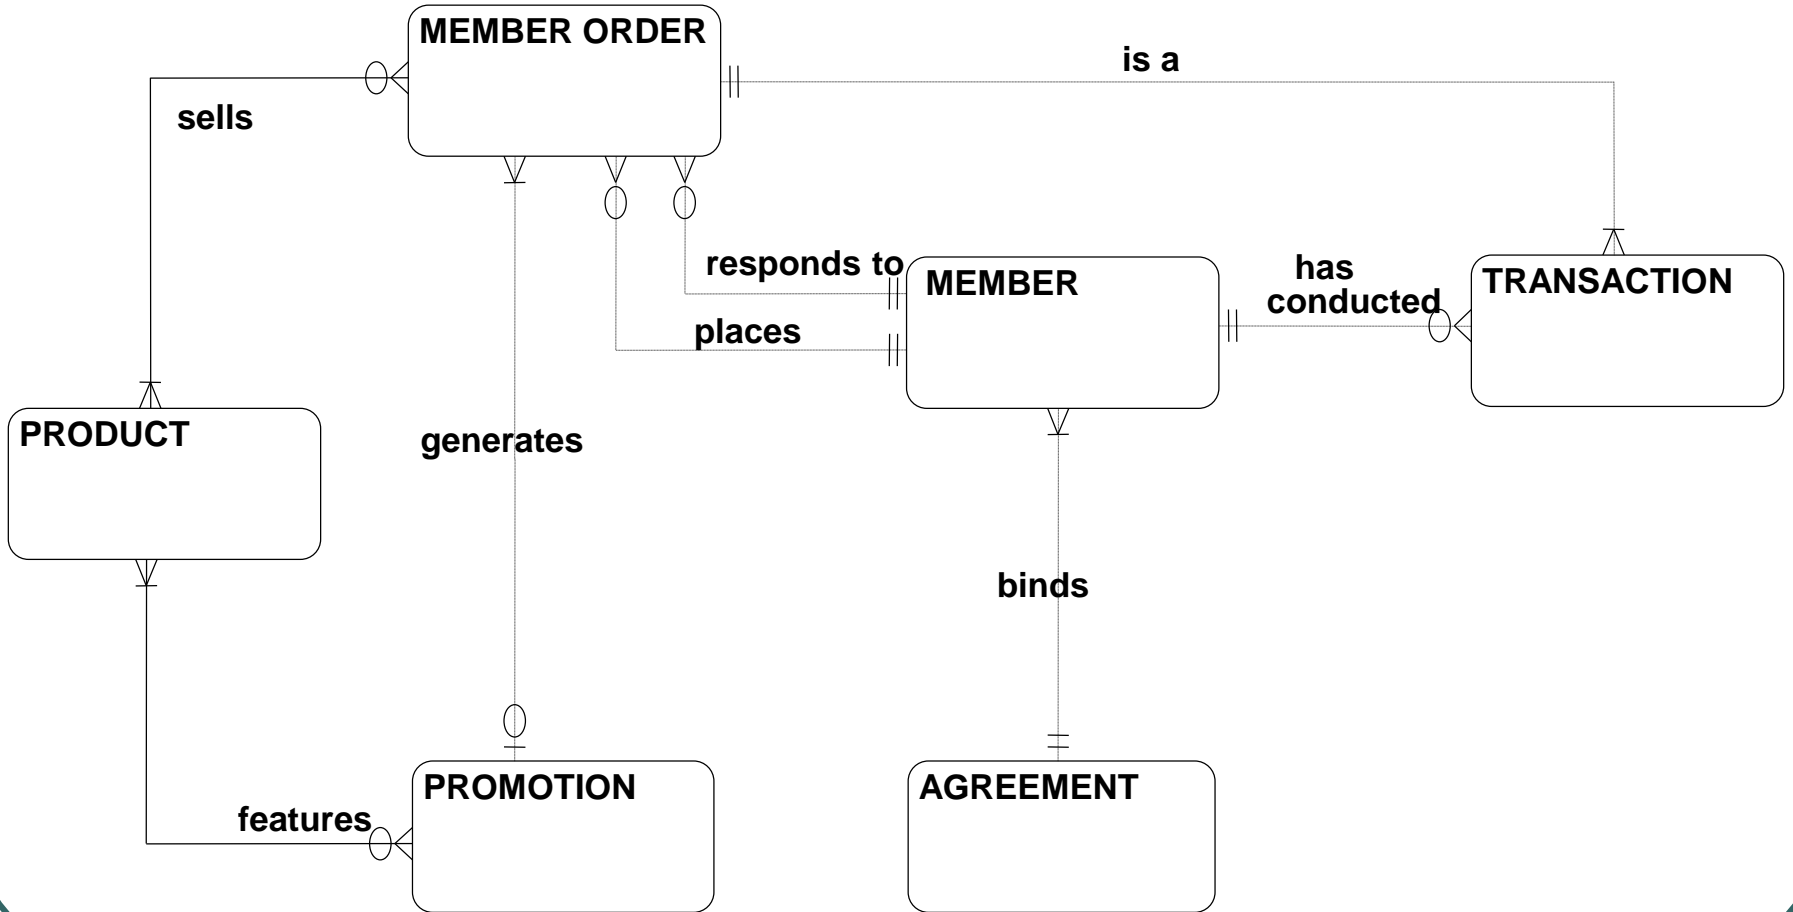 MEMBER ORDER
is a
sells
responds to
MEMBER
has
conducted
TRANSACTION
places
PRODUCT
generates
binds
PROMOTION
AGREEMENT
features